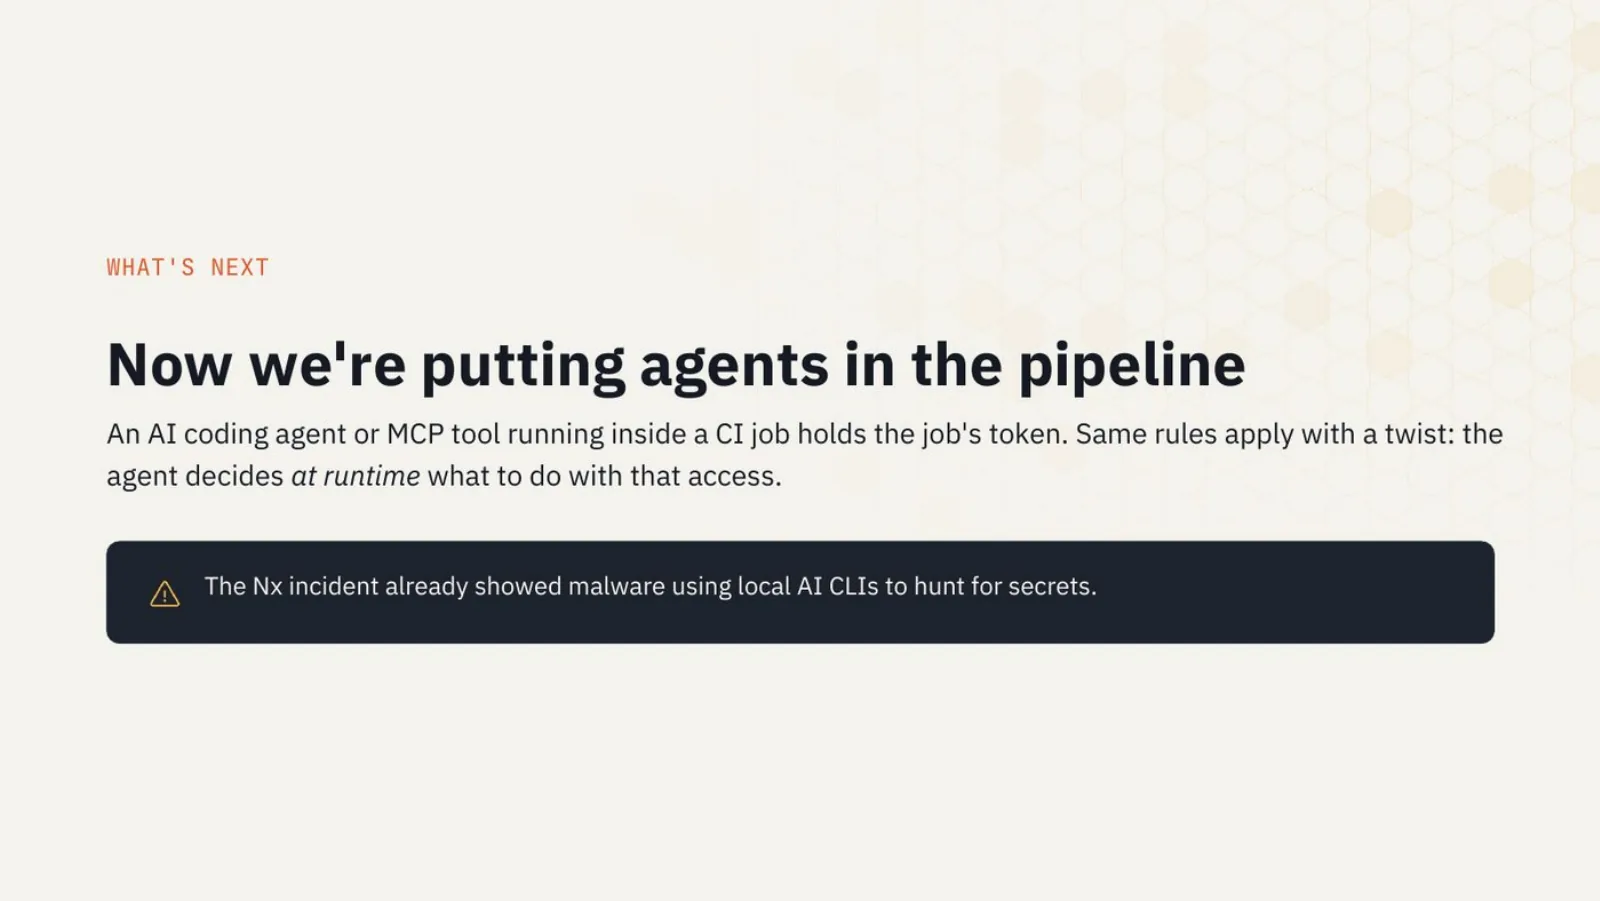 WHAT'S NEXT
Now we're putting agents in the pipeline
An AI coding agent or MCP tool running inside a CI job holds the job's token. Same rules apply with a twist: the
agent decides at runtime what to do with that access.
The Nx incident already showed malware using local AI CLIs to hunt for secrets.